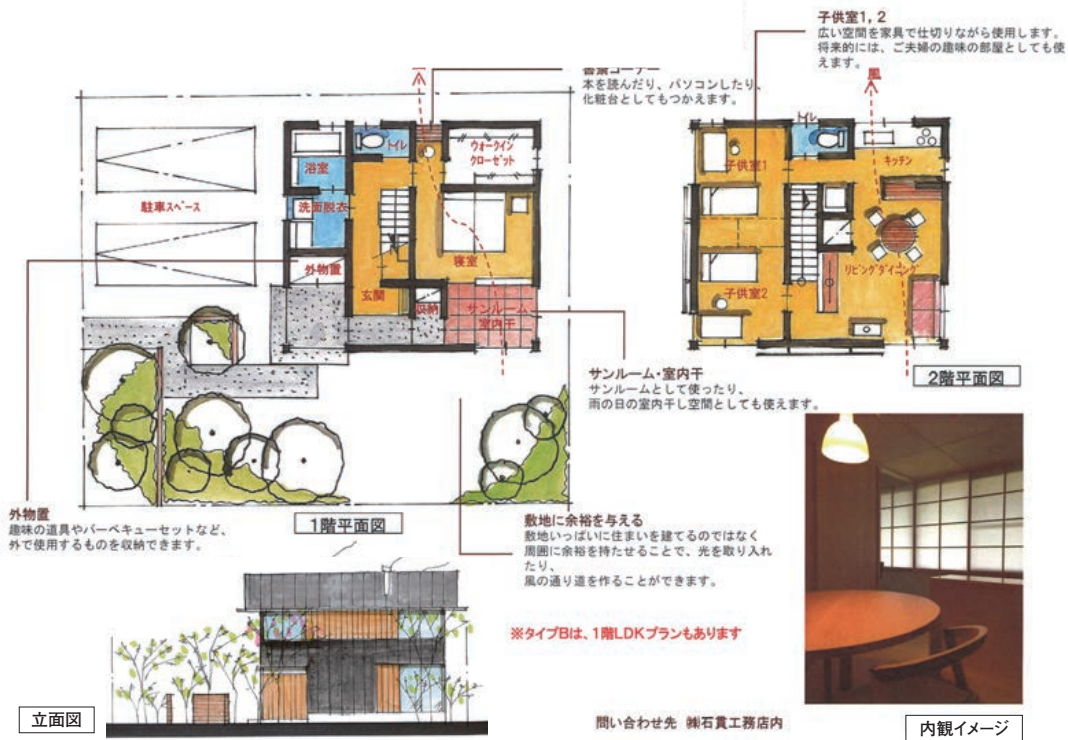 子供室1, 2
広い空間を家具で仕切りながら使用します。
将来的には、ご夫婦の趣味の部屋としても使
えます。
書斎コーナー
本を読んだり、パソコンしたり、
化粧台としてもつかえます。
風
トイレ
ウォークイン
クローゼット
浴室
洗面脱衣
駐車スペース
外物置
玄関
寝室
収納
サンルーム
室内干
トイレ
子供室1
キッチン
リビングダイニング
子供室2
2階平面図
サンルーム・室内干
サンルームとして使ったり、
雨の日の室内干し空間としても使えます。
外物置
趣味の道具やバーベキューセットなど、
外で使用するものを収納できます。
1階平面図
敷地に余裕を与える
敷地いっぱいに住まいを建てるのではなく
周囲に余裕を持たせることで、光を取り入れ
たり、
風の通り道を作ることができます。
※タイプBは、1階LDKプランもあります
立面図
問い合わせ先 ㈱石貫工務店内
内観イメージ